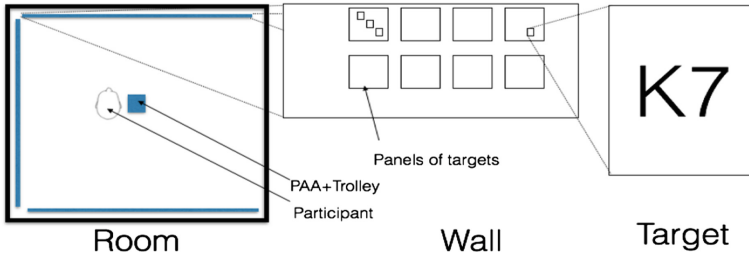 K7
Panels of targets
PAA+Trolley
Participant
Room
Wall
Target